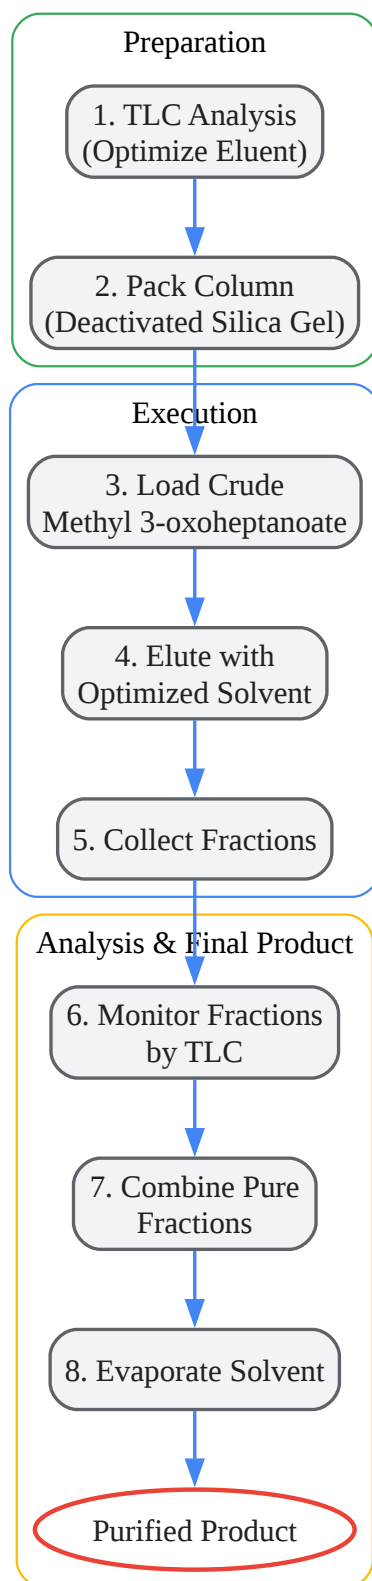 Preparation
1. TLC Analysis
(Optimize Eluent)
2. Pack Column
(Deactivated Silica Gel)
Execution
3. Load Crude
Methyl 3-oxoheptanoate
4. Elute with
Optimized Solvent
5. Collect Fractions
Analysis & Final Product
6. Monitor Fractions
by TLC
7. Combine Pure
Fractions
8. Evaporate Solvent
Purified Product